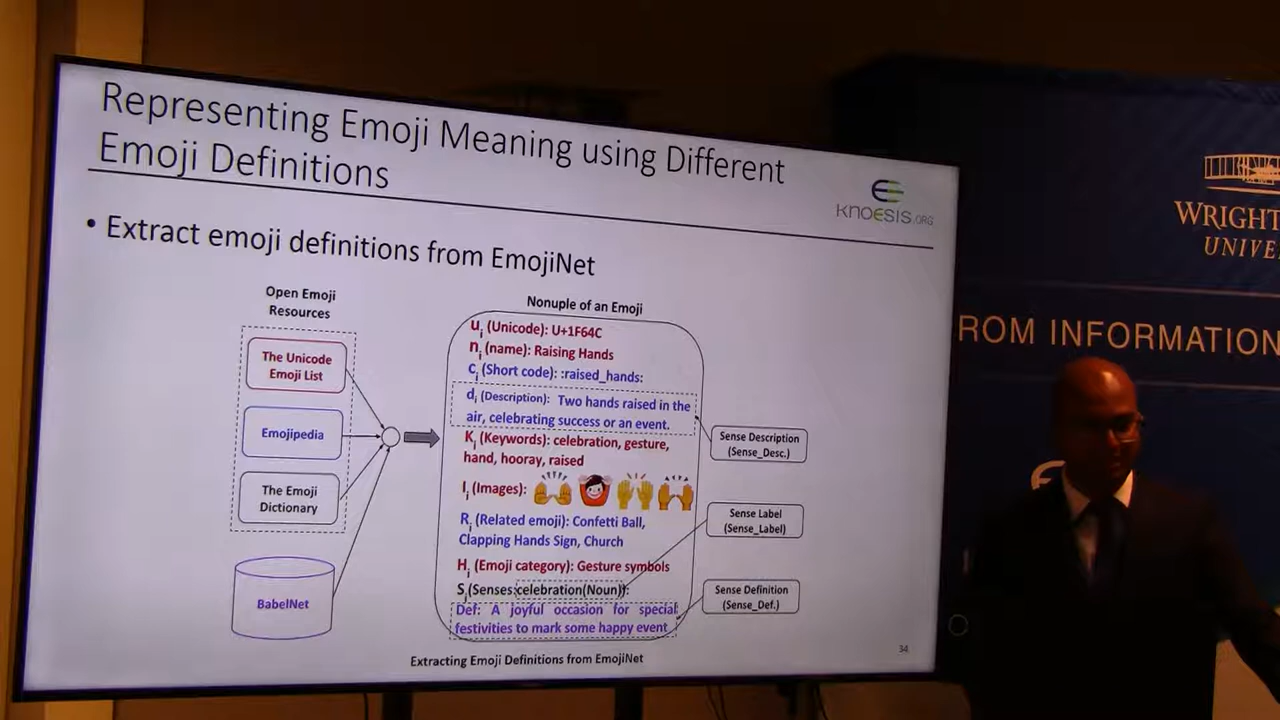 Representing Emoji Meaning using Different
Emoji Definitions
KNOESIS.ORG
• Extract emoji definitions from EmojiNet
Open Emoji
Resources
The Unicode
Emoji List
Emojipedia
The Emoji
Dictionary
BabelNet
Nonuple of an Emoji
ui (Unicode): U+1F64C
ni (name): Raising Hands
Ci (Short code): :raised_hands:
di (Description): Two hands raised in the
air, celebrating success or an event.
Ki (Keywords): celebration, gesture,
hand, hooray, raised
Ii (Images):
Ri (Related emoji): Confetti Ball,
Clapping Hands Sign, Church
Hi (Emoji category): Gesture symbols
Si (Senses:celebration(Noun)):
Def: A joyful occasion for special
festivities to mark some happy event
Sense Description
(Sense_Desc.)
Sense Label
(Sense_Label)
Sense Definition
(Sense_Def.)
Extracting Emoji Definitions from EmojiNet
34
WRIGHT
UNIVE
ROM INFORMATION